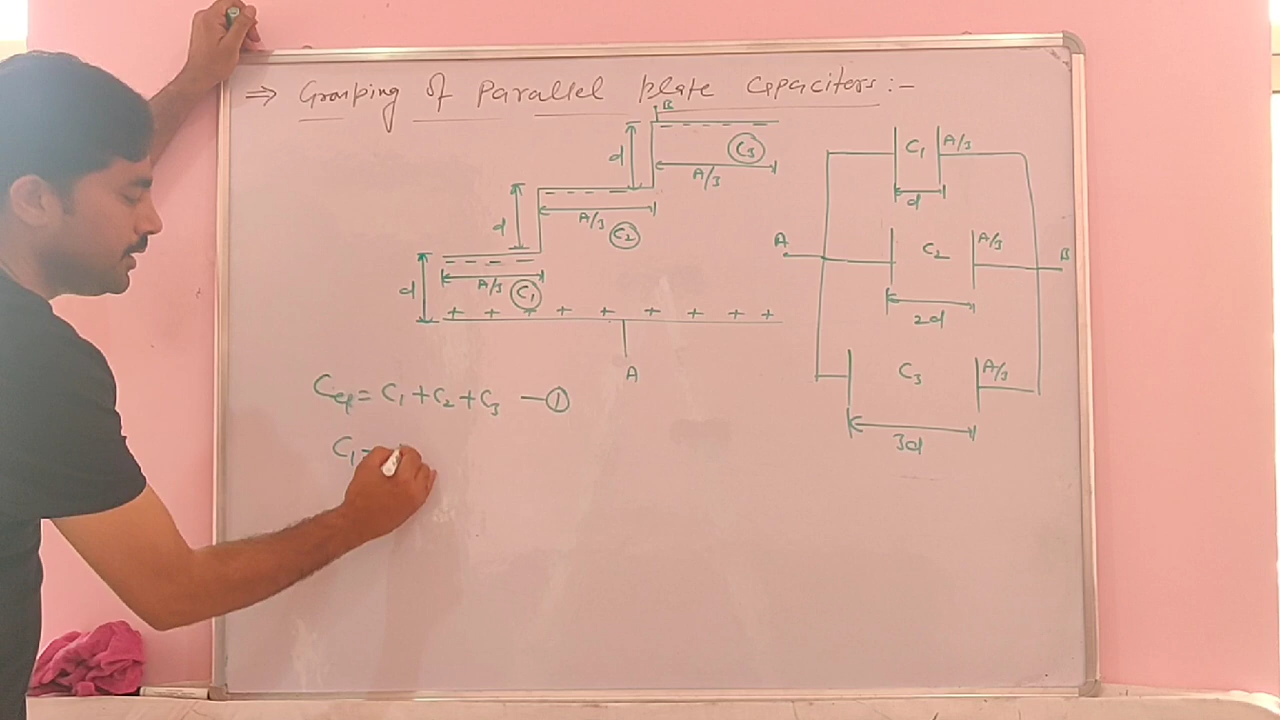 ⇒ Grouping of Parallel plate Capacitors:-
B
d
C3
A/3
d
A/3
C2
d
A/3
C1
+ + + + + + + + +
A
Ceq = C1 + C2 + C3 — ①
C1 =
C1
A/3
d
A
C2
A/3
B
2d
C3
A/3
3d